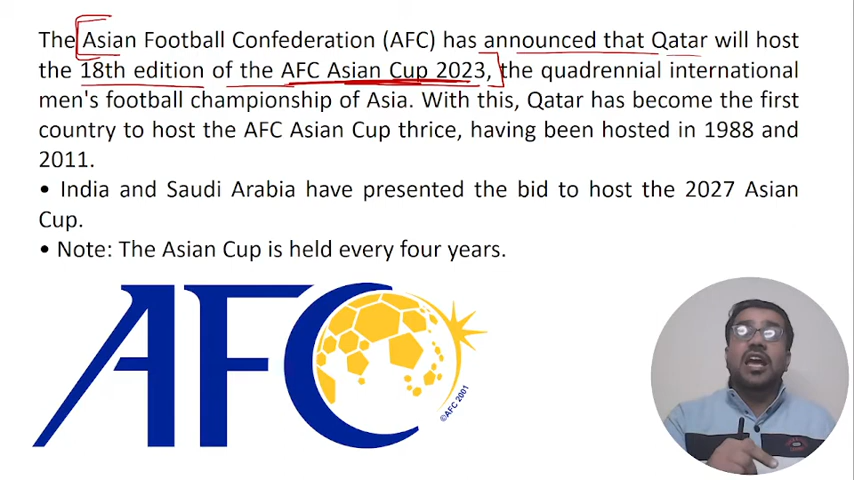 The Asian Football Confederation (AFC) has announced that Qatar will host
the 18th edition of the AFC Asian Cup 2023, the quadrennial international
men's football championship of Asia. With this, Qatar has become the first
country to host the AFC Asian Cup thrice, having been hosted in 1988 and
2011.
• India and Saudi Arabia have presented the bid to host the 2027 Asian
Cup.
• Note: The Asian Cup is held every four years.
AFC
©AFC 2001